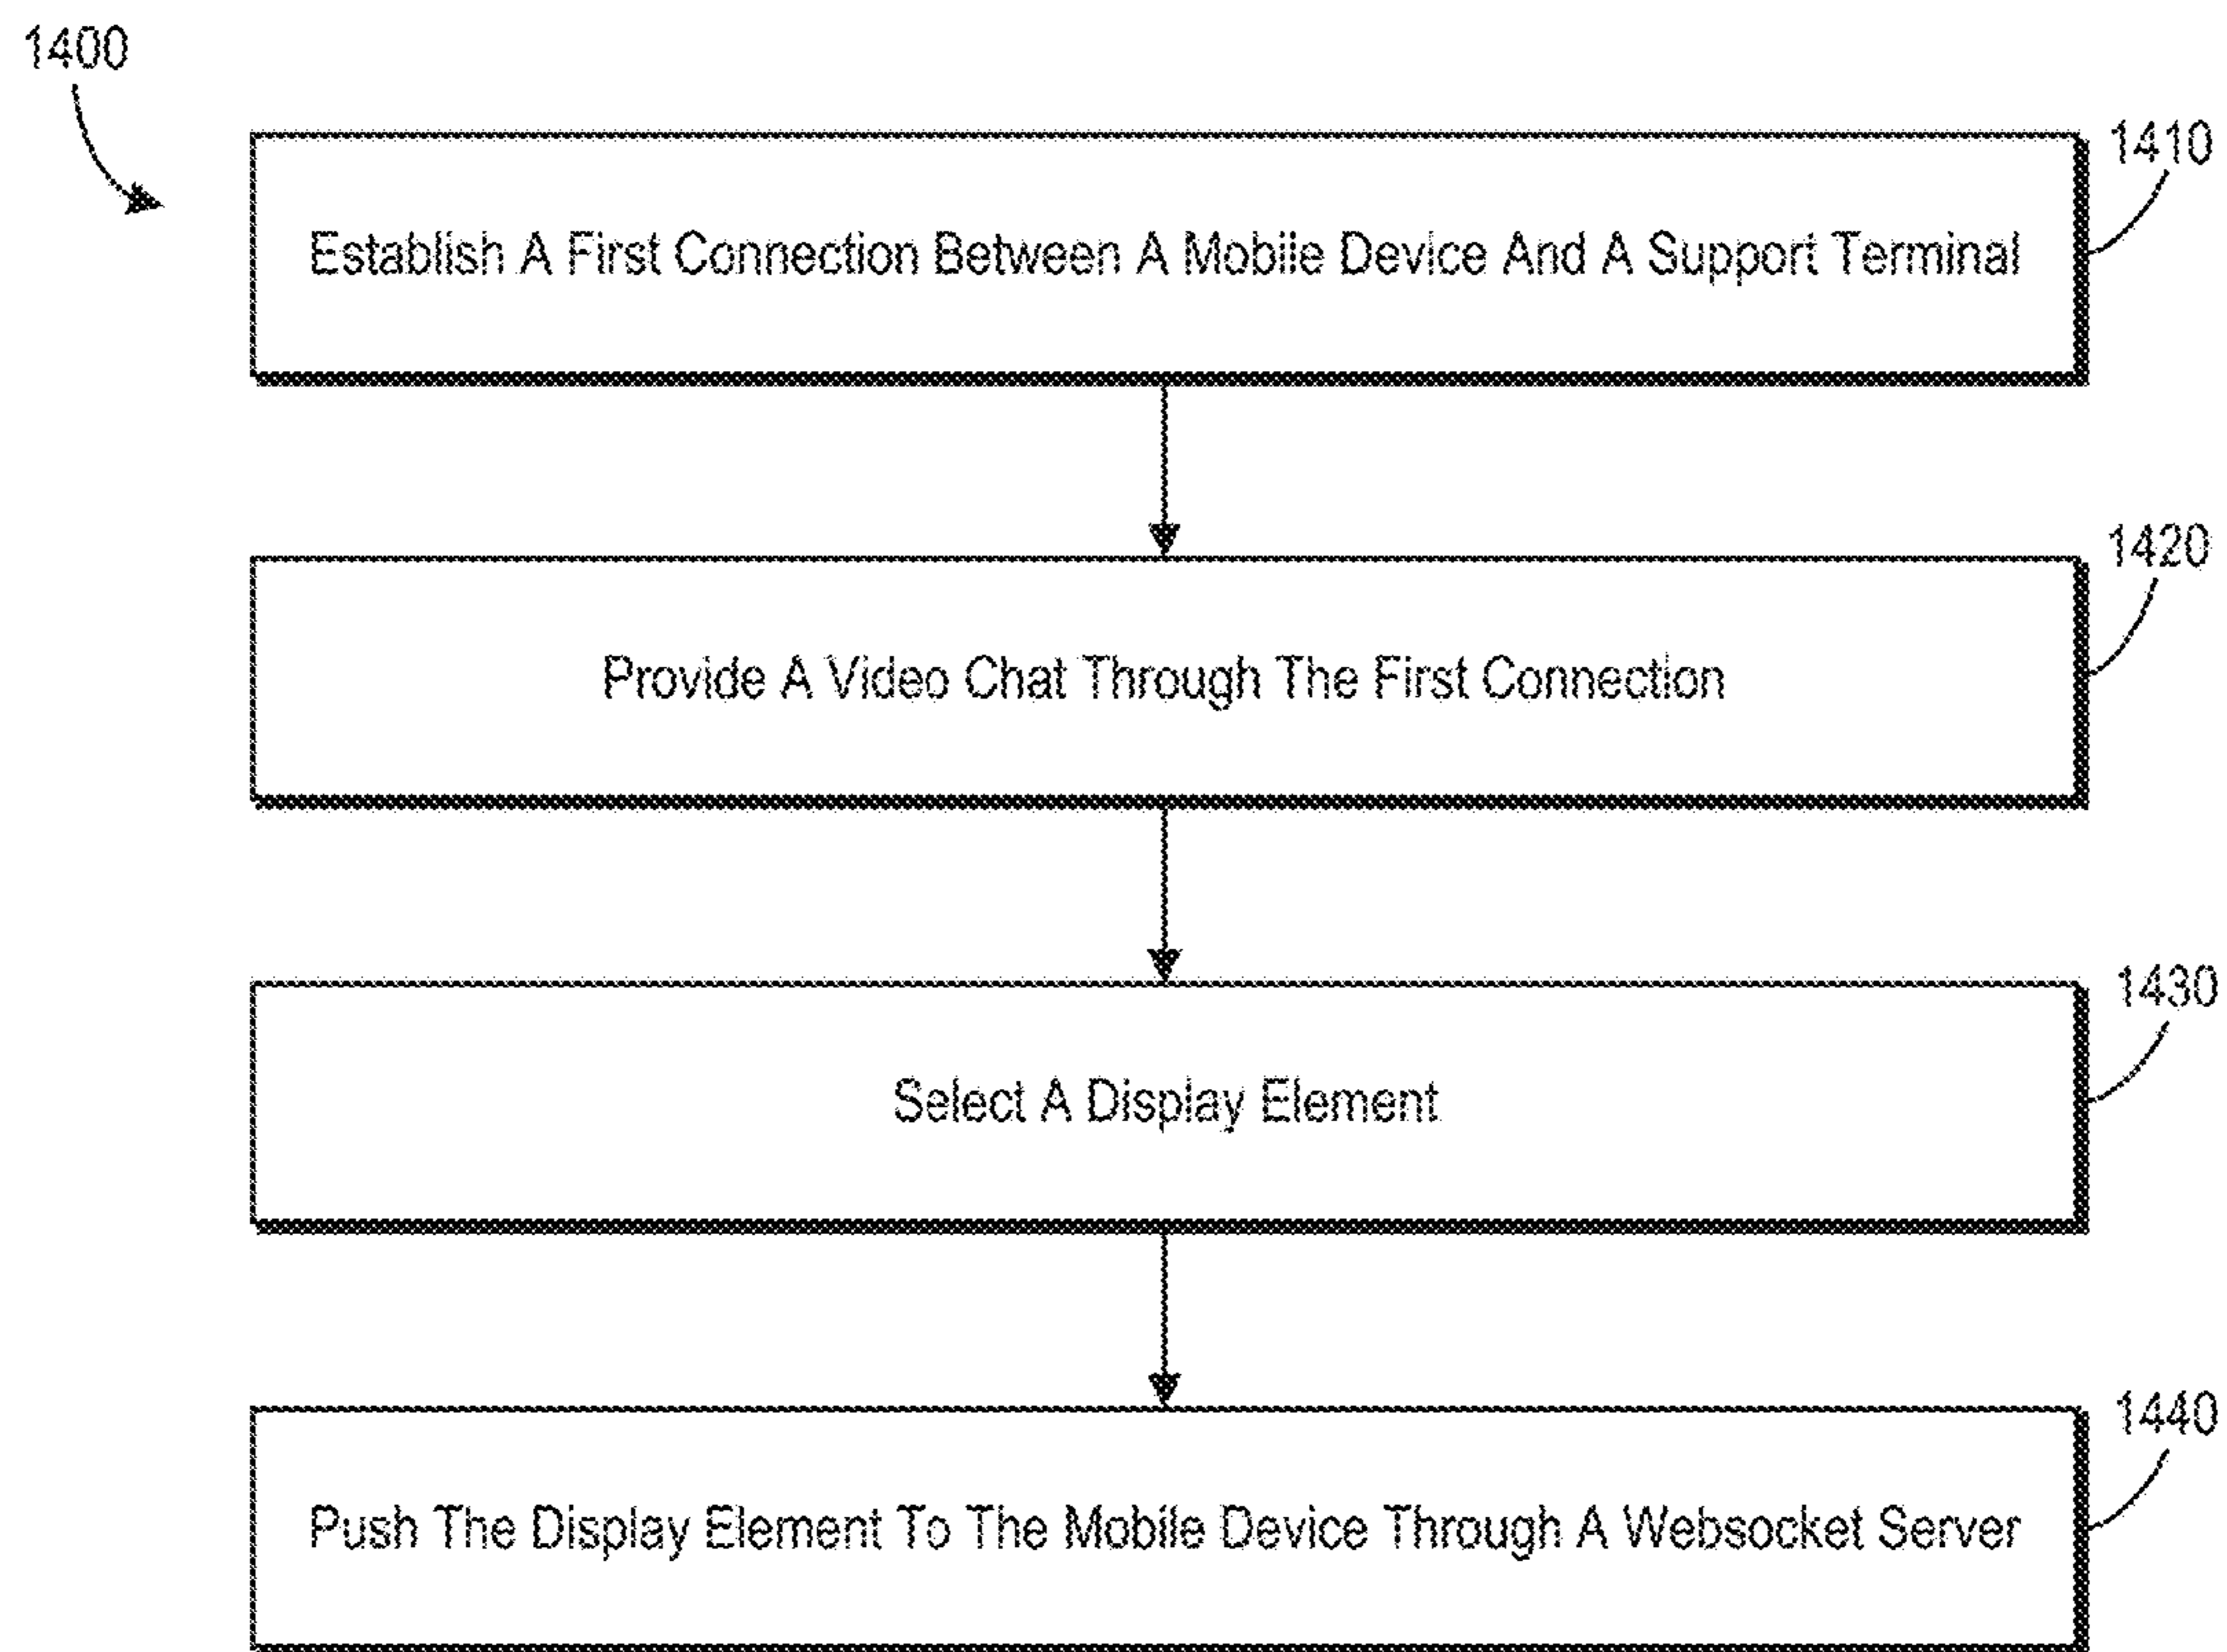 1400
1410
Establish A First Connection Between A Mobile Device And A Support Terminal
1420
Provide A Video Chat Through The First Connection
1430
Select A Display Element
1440
Push The Display Element To The Mobile Device Through A Websocket Server